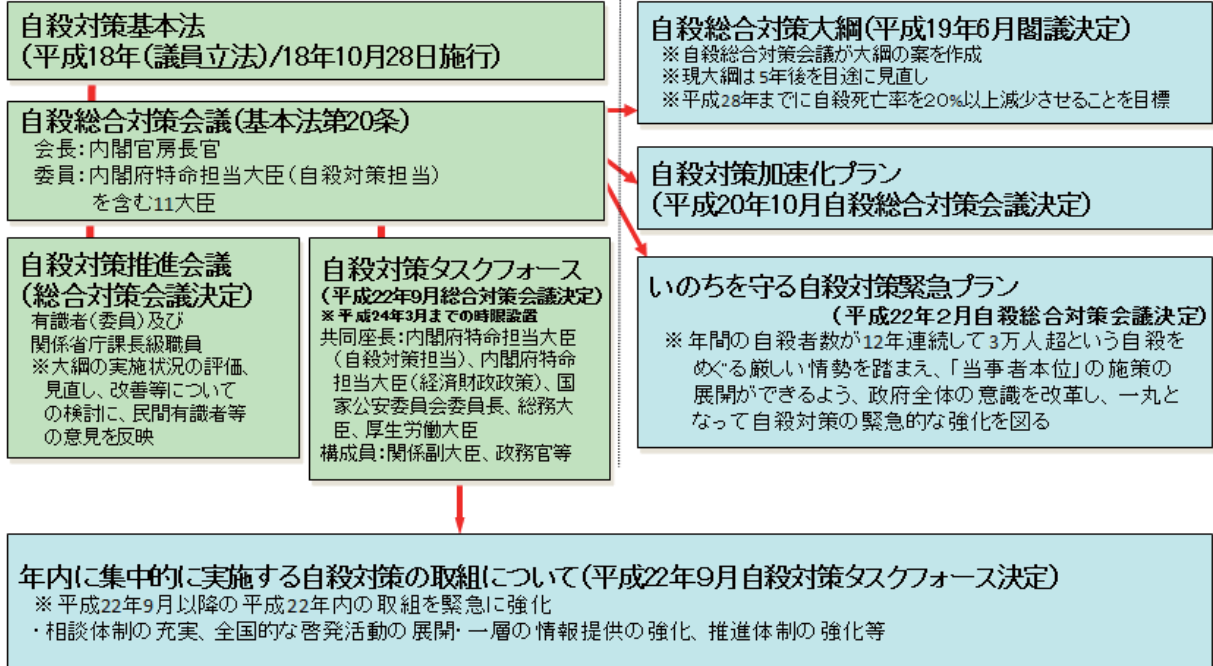 自殺対策基本法
(平成18年(議員立法)/18年10月28日施行)
自殺総合対策会議(基本法第20条)
会長:内閣官房長官
委員:内閣府特命担当大臣(自殺対策担当)
を含む11大臣
自殺対策推進会議
(総合対策会議決定)
有識者(委員)及び
関係省庁課長級職員
※大綱の実施状況の評価、
見直し、改善等について
の検討に、民間有識者等
の意見を反映
自殺対策タスクフォース
(平成22年9月総合対策会議決定)
※平成24年3月までの時限設置
共同座長:内閣府特命担当大臣
(自殺対策担当)、内閣府特命
担当大臣(経済財政政策)、国
家公安委員会委員長、総務大
臣、厚生労働大臣
構成員:関係副大臣、政務官等
自殺総合対策大綱(平成19年6月閣議決定)
※自殺総合対策会議が大綱の案を作成
※現大綱は5年後を目途に見直し
※平成28年までに自殺死亡率を20%以上減少させることを目標
自殺対策加速化プラン
(平成20年10月自殺総合対策会議決定)
いのちを守る自殺対策緊急プラン
(平成22年2月自殺総合対策会議決定)
※年間の自殺者数が12年連続して3万人超という自殺を
めぐる厳しい情勢を踏まえ、「当事者本位」の施策の
展開ができるよう、政府全体の意識を改革し、一丸と
なって自殺対策の緊急的な強化を図る
年内に集中的に実施する自殺対策の取組について(平成22年9月自殺対策タスクフォース決定)
※平成22年9月以降の平成22年内の取組を緊急に強化
・相談体制の充実、全国的な啓発活動の展開・一層の情報提供の強化、推進体制の強化等